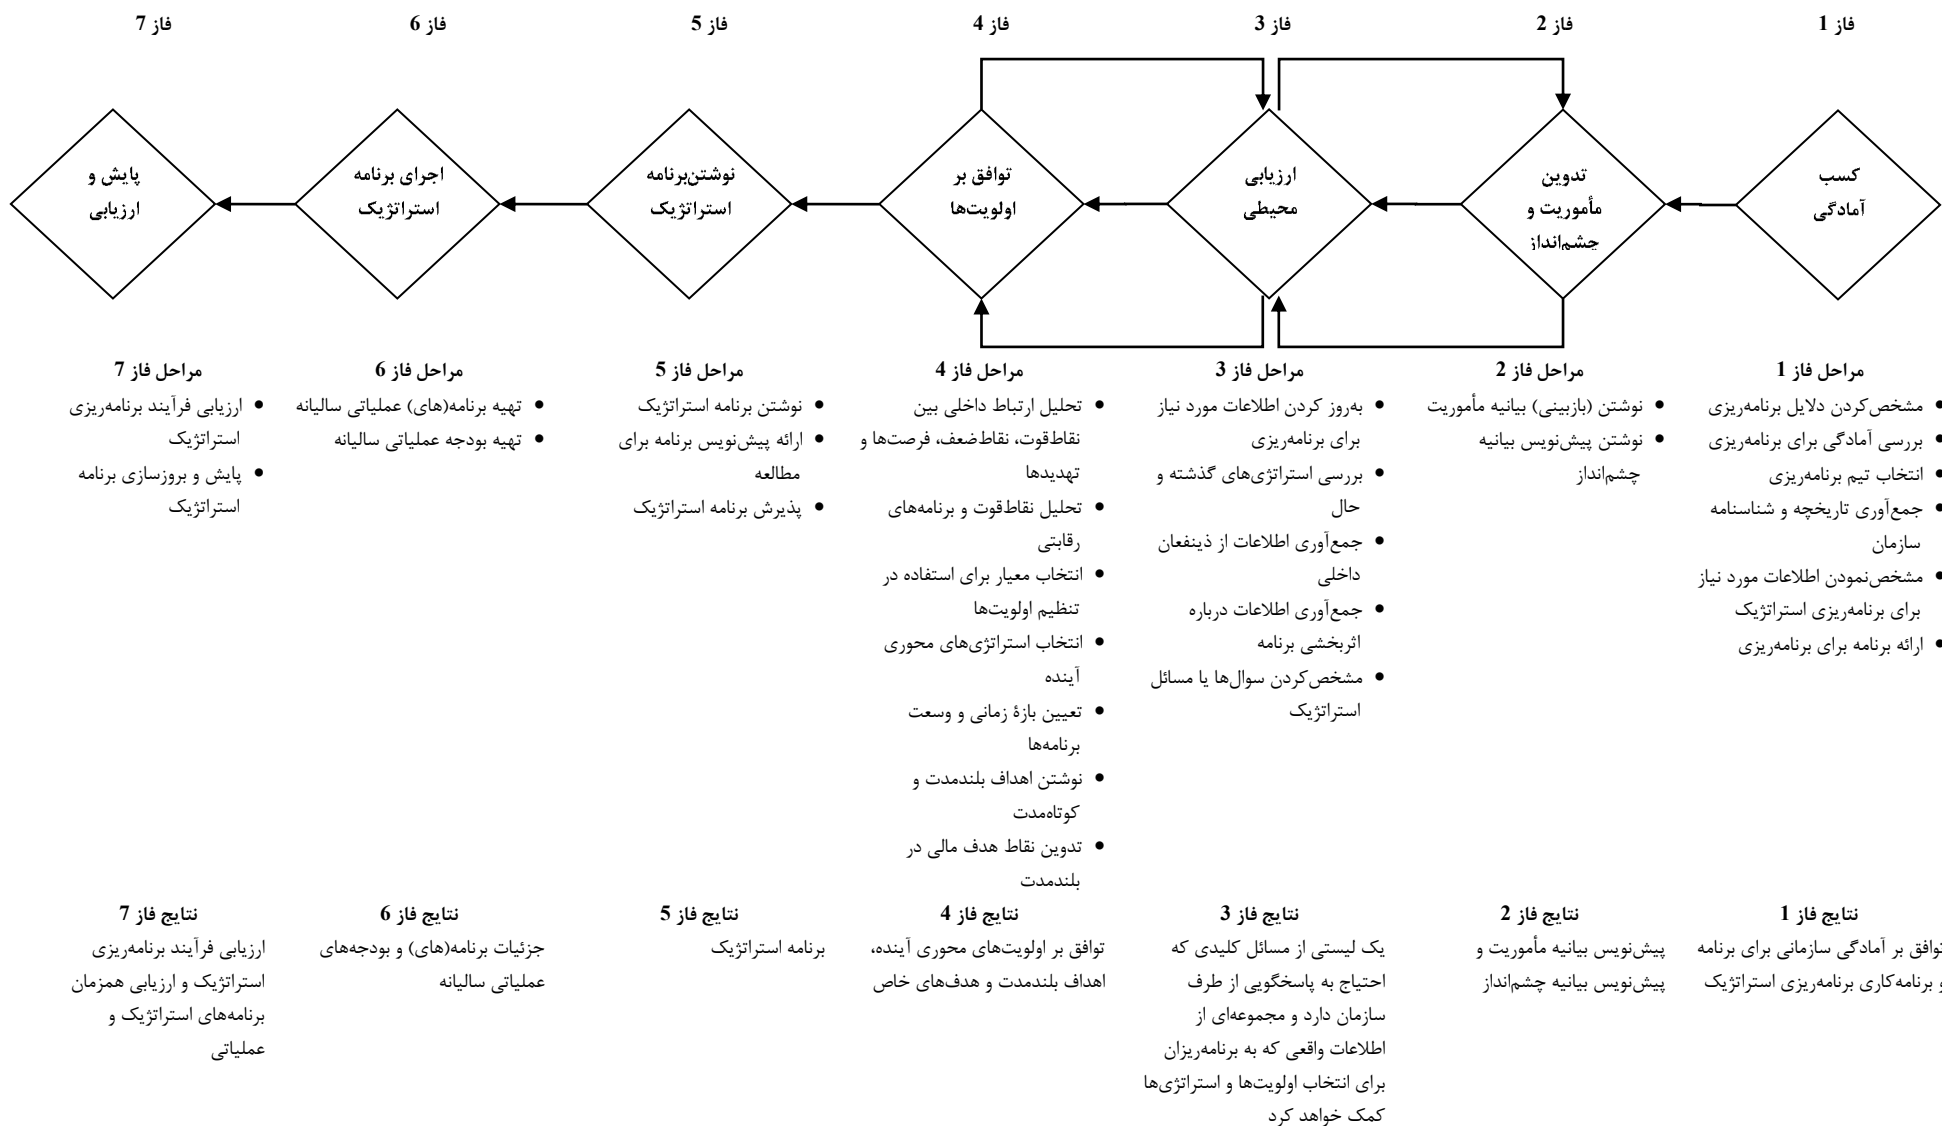 فاز 1
فاز 2
فاز 3
فاز 4
فاز 5
فاز 6
فاز 7
کسب
آمادگی
تدوین
مأموریت و
چشم‌انداز
ارزیابی
محیطی
توافق بر
اولویت‌ها
نوشتن‌برنامه
استراتژیک
اجرای برنامه
استراتژیک
پایش و
ارزیابی
مراحل فاز 1
• مشخص‌کردن دلایل برنامه‌ریزی
• بررسی آمادگی برای برنامه‌ریزی
• انتخاب تیم برنامه‌ریزی
• جمع‌آوری تاریخچه و شناسنامه
سازمان
• مشخص‌نمودن اطلاعات مورد نیاز
برای برنامه‌ریزی استراتژیک
• ارائه برنامه برای برنامه‌ریزی
مراحل فاز 2
• نوشتن (بازبینی) بیانیه مأموریت
• نوشتن پیش‌نویس بیانیه
چشم‌انداز
مراحل فاز 3
• به‌روز کردن اطلاعات مورد نیاز
برای برنامه‌ریزی
• بررسی استراتژی‌های گذشته و
حال
• جمع‌آوری اطلاعات از ذینفعان
داخلی
• جمع‌آوری اطلاعات درباره
اثربخشی برنامه
• مشخص‌کردن سوال‌ها یا مسائل
استراتژیک
مراحل فاز 4
• تحلیل ارتباط داخلی بین
نقاط‌قوت، نقاط‌ضعف، فرصت‌ها و
تهدیدها
• تحلیل نقاط‌قوت و برنامه‌های
رقابتی
• انتخاب معیار برای استفاده در
تنظیم اولویت‌ها
• انتخاب استراتژی‌های محوری
آینده
• تعیین بازۀ زمانی و وسعت
برنامه‌ها
• نوشتن اهداف بلندمدت و
کوتاه‌مدت
• تدوین نقاط هدف مالی در
بلندمدت
مراحل فاز 5
• نوشتن برنامه استراتژیک
• ارائه پیش‌نویس برنامه برای
مطالعه
• پذیرش برنامه استراتژیک
مراحل فاز 6
• تهیه برنامه(های) عملیاتی سالیانه
• تهیه بودجه عملیاتی سالیانه
مراحل فاز 7
• ارزیابی فرآیند برنامه‌ریزی
استراتژیک
• پایش و بروزسازی برنامه
استراتژیک
نتایج فاز 1
توافق بر آمادگی سازمانی برای برنامه
و برنامه‌کاری برنامه‌ریزی استراتژیک
نتایج فاز 2
پیش‌نویس بیانیه مأموریت و
پیش‌نویس بیانیه چشم‌انداز
نتایج فاز 3
یک لیستی از مسائل کلیدی که
احتیاج به پاسخگویی از طرف
سازمان دارد و مجموعه‌ای از
اطلاعات واقعی که به برنامه‌ریزان
برای انتخاب اولویت‌ها و استراتژی‌ها
کمک خواهد کرد
نتایج فاز 4
توافق بر اولویت‌های محوری آینده،
اهداف بلندمدت و هدف‌های خاص
نتایج فاز 5
برنامه استراتژیک
نتایج فاز 6
جزئیات برنامه(های) و بودجه‌های
عملیاتی سالیانه
نتایج فاز 7
ارزیابی فرآیند برنامه‌ریزی
استراتژیک و ارزیابی همزمان
برنامه‌های استراتژیک و
عملیاتی